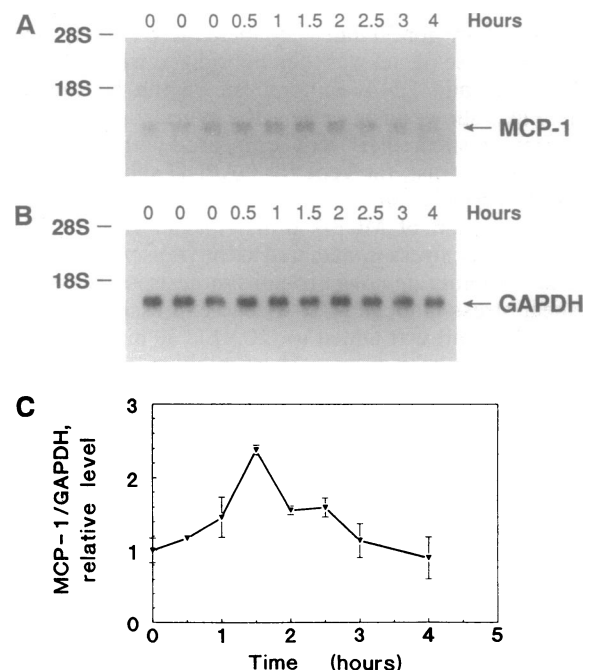 A
0 0 0 0.5 1 1.5 2 2.5 3 4 Hours
28S
18S
MCP-1
B
0 0 0 0.5 1 1.5 2 2.5 3 4 Hours
28S
18S
GAPDH
C
MCP-1/GAPDH,
relative level
3
2
1
0
0 1 2 3 4 5
Time (hours)